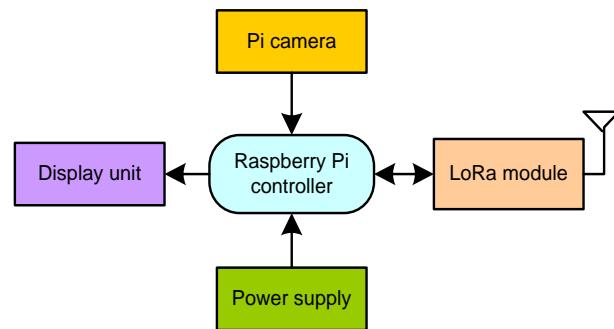 Pi camera
Display unit
Raspberry Pi
controller
LoRa module
Power supply